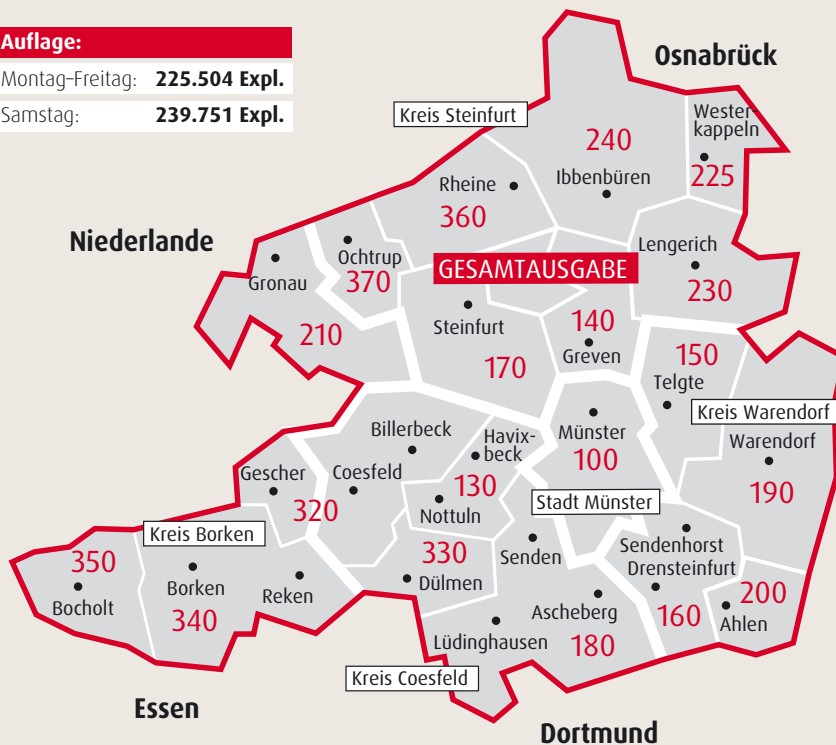 Auflage:
Montag–Freitag: 225.504 Expl.
Samstag: 239.751 Expl.
Osnabrück
Kreis Steinfurt
Wester-
kappeln
240
225
Rheine
Ibbenbüren
360
Niederlande
Ochtrup
370
Gronau
GESAMTAUSGABE
Lengerich
230
210
Steinfurt
140
Greven
170
150
Telgte
Kreis Warendorf
Billerbeck
Havix-
beck
Münster
100
Warendorf
190
Gescher
Coesfeld
320
130
Nottuln
Stadt Münster
Kreis Borken
350
Bocholt
Borken
340
Reken
330
Dülmen
Senden
Sendenhorst
Drensteinfurt
160
200
Ahlen
Ascheberg
180
Lüdinghausen
Kreis Coesfeld
Essen
Dortmund